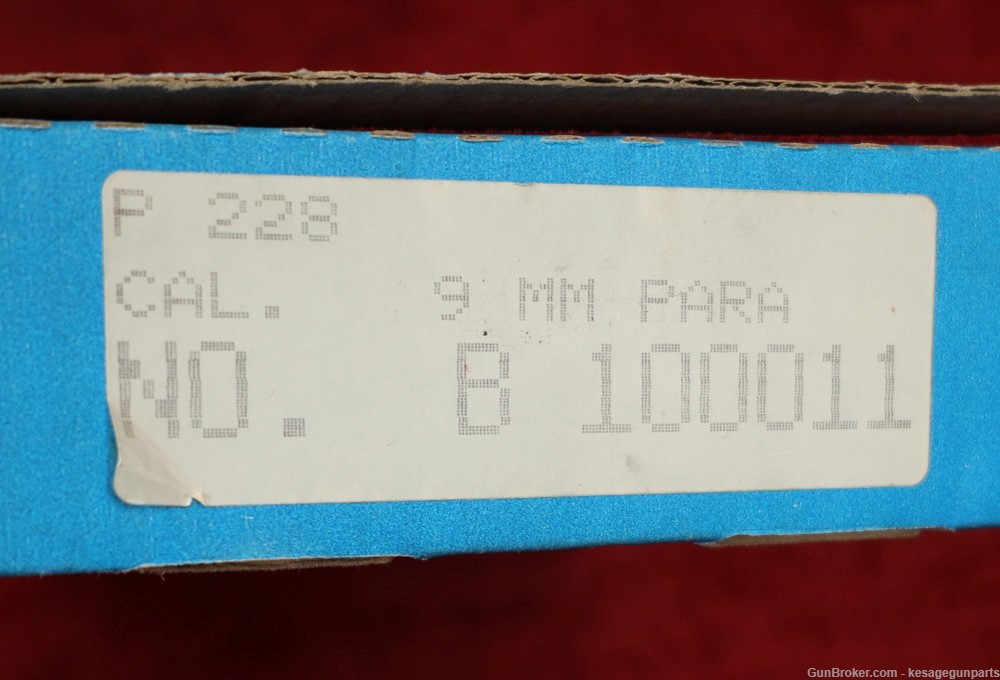 P 228
CAL. 9 MM PARA
NO. B 100011
GunBroker.com - kesagegunparts